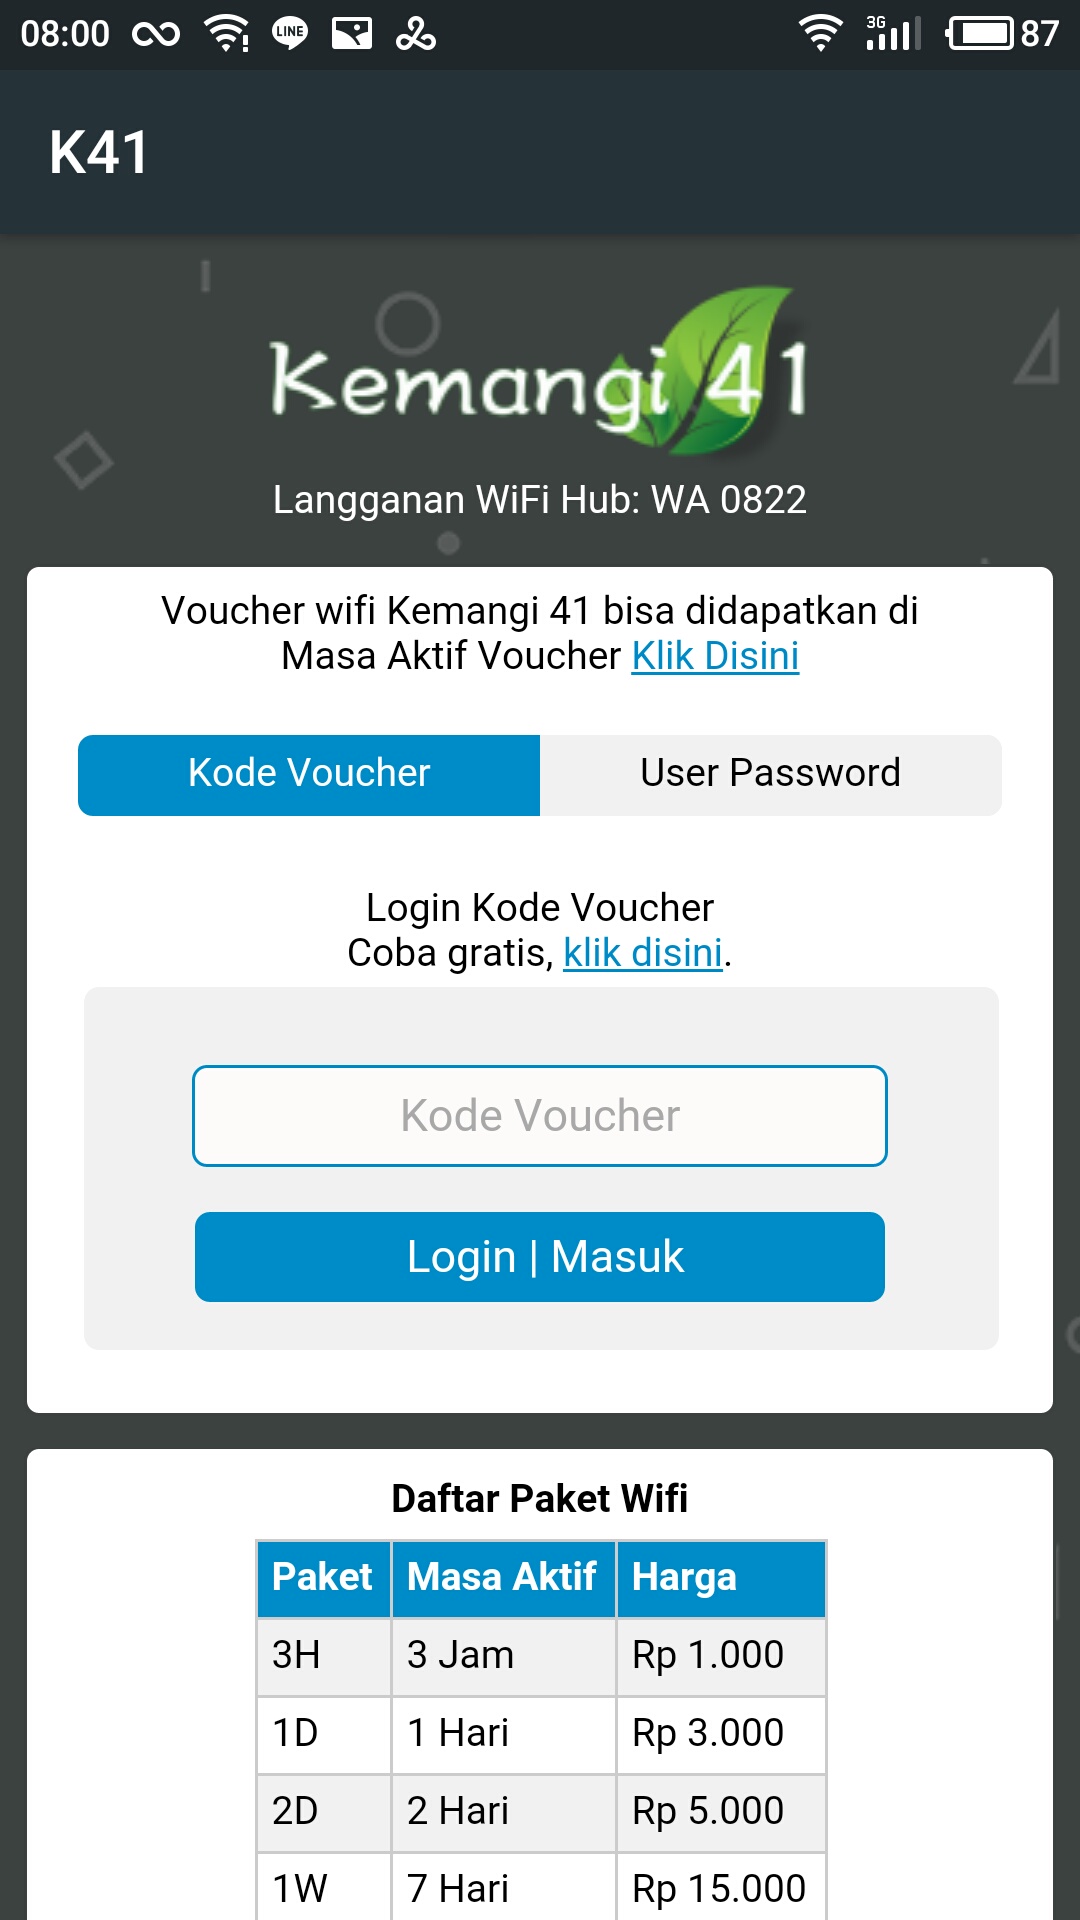 08:00 LINE 3G 87
K41
Kemangi 41
Langganan WiFi Hub: WA 0822
Voucher wifi Kemangi 41 bisa didapatkan di
Masa Aktif Voucher Klik Disini
Kode Voucher User Password
Login Kode Voucher
Coba gratis, klik disini.
Kode Voucher
Login | Masuk
Daftar Paket Wifi
Paket Masa Aktif Harga
3H 3 Jam Rp 1.000
1D 1 Hari Rp 3.000
2D 2 Hari Rp 5.000
1W 7 Hari Rp 15.000